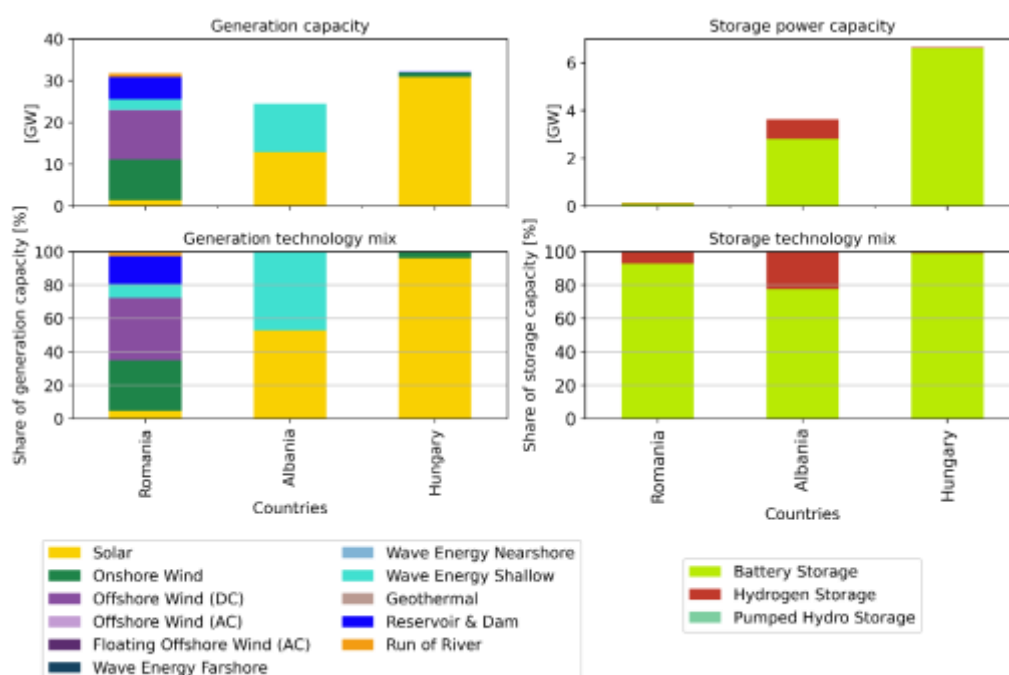 Generation capacity
[GW]
40
30
20
10
0
Storage power capacity
[GW]
6
4
2
0
Generation technology mix
Share of generation capacity [%]
100
80
60
40
20
0
Romania
Albania
Hungary
Countries
Storage technology mix
Share of storage capacity [%]
100
80
60
40
20
0
Romania
Albania
Hungary
Countries
Solar
Onshore Wind
Offshore Wind (DC)
Offshore Wind (AC)
Floating Offshore Wind (AC)
Wave Energy Farshore
Wave Energy Nearshore
Wave Energy Shallow
Geothermal
Reservoir & Dam
Run of River
Battery Storage
Hydrogen Storage
Pumped Hydro Storage